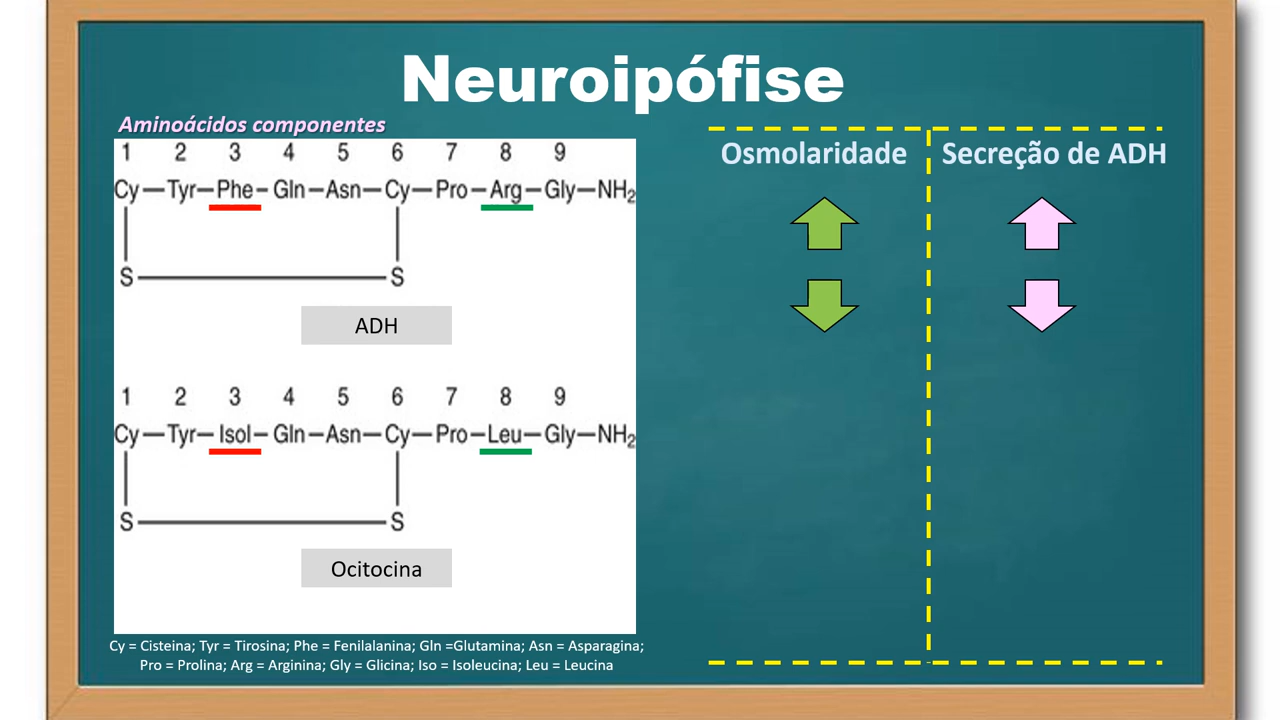 Neuroipófise
Aminoácidos componentes
1 2 3 4 5 6 7 8 9
Cy—Tyr—Phe-Gln—Asn—Cy—Pro—Arg-Gly—NH2
S S
ADH
1 2 3 4 5 6 7 8 9
Cy—Tyr—Isol-Gln—Asn—Cy—Pro—Leu-Gly—NH2
S S
Ocitocina
Cy = Cisteina; Tyr = Tirosina; Phe = Fenilalanina; Gln =Glutamina; Asn = Asparagina;
Pro = Prolina; Arg = Arginina; Gly = Glicina; Iso = Isoleucina; Leu = Leucina
Osmolaridade Secreção de ADH